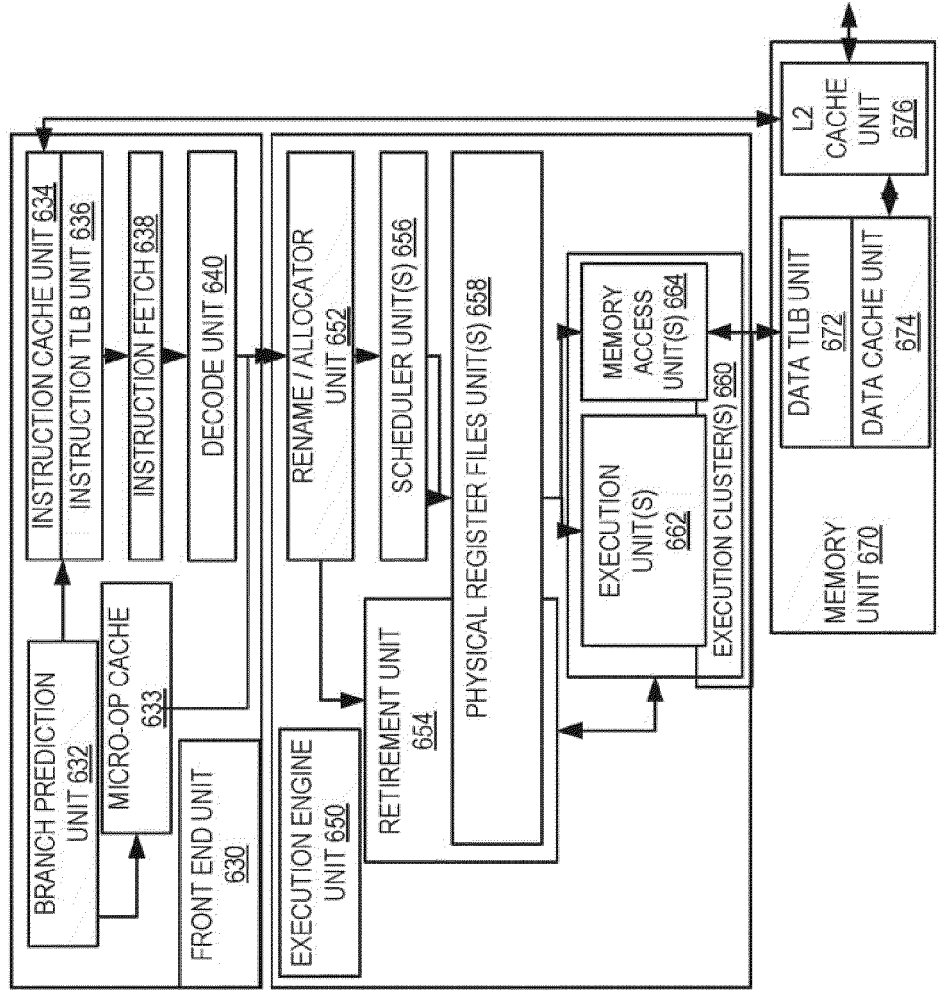 BRANCH PREDICTION
UNIT 632
MICRO-OP CACHE
633
FRONT END UNIT
630
INSTRUCTION CACHE UNIT 634
INSTRUCTION TLB UNIT 636
INSTRUCTION FETCH 638
DECODE UNIT 640
EXECUTION ENGINE
UNIT 650
RENAME / ALLOCATOR
UNIT 652
RETIREMENT UNIT
654
SCHEDULER UNIT(S) 656
PHYSICAL REGISTER FILES UNIT(S) 658
EXECUTION
UNIT(S)
662
MEMORY
ACCESS
UNIT(S) 664
EXECUTION CLUSTER(S) 660
MEMORY
UNIT 670
DATA TLB UNIT
672
DATA CACHE UNIT
674
L2
CACHE
UNIT
676